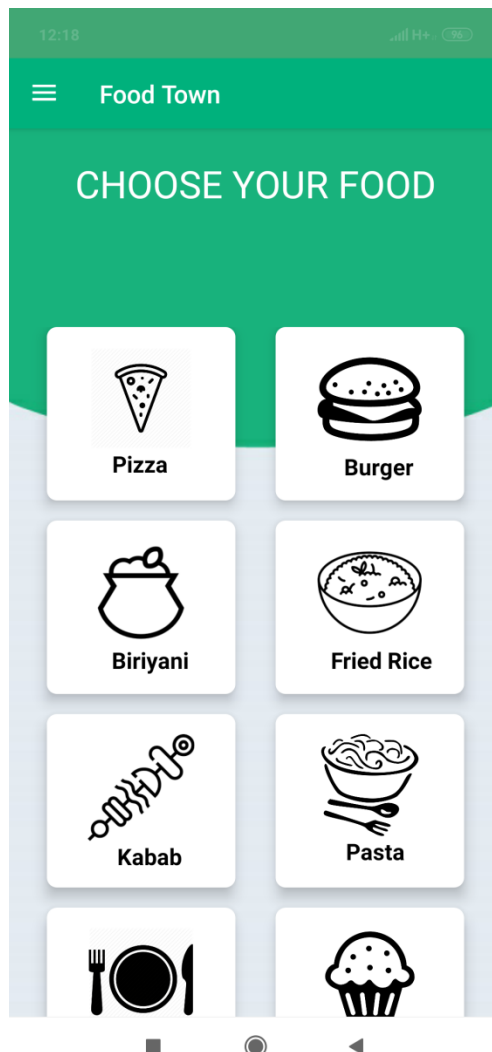 12:18 H+ 96
Food Town
CHOOSE YOUR FOOD
Pizza Burger
Biriyani Fried Rice
Kabab Pasta